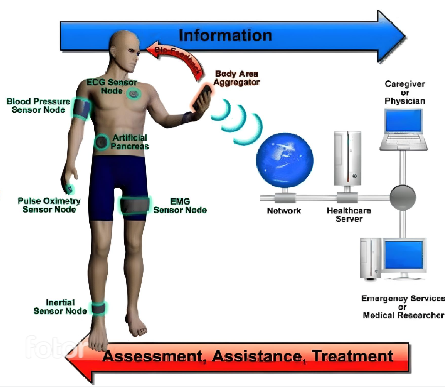 Information
Bio Feedback
ECG Sensor
Node
Body Area
Aggregator
Caregiver
or
Physician
Blood Pressure
Sensor Node
Artificial
Pancreas
Pulse Oximetry
Sensor Node
EMG
Sensor Node
Network
Healthcare
Server
Inertial
Sensor Node
Emergency Services
or
Medical Researcher
fotor
Assessment, Assistance, Treatment